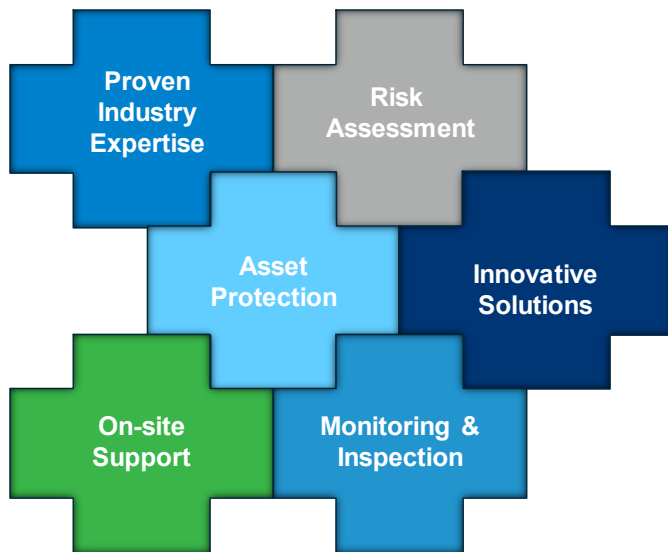 Proven
Industry
Expertise
Risk
Assessment
Asset
Protection
Innovative
Solutions
On-site
Support
Monitoring &
Inspection